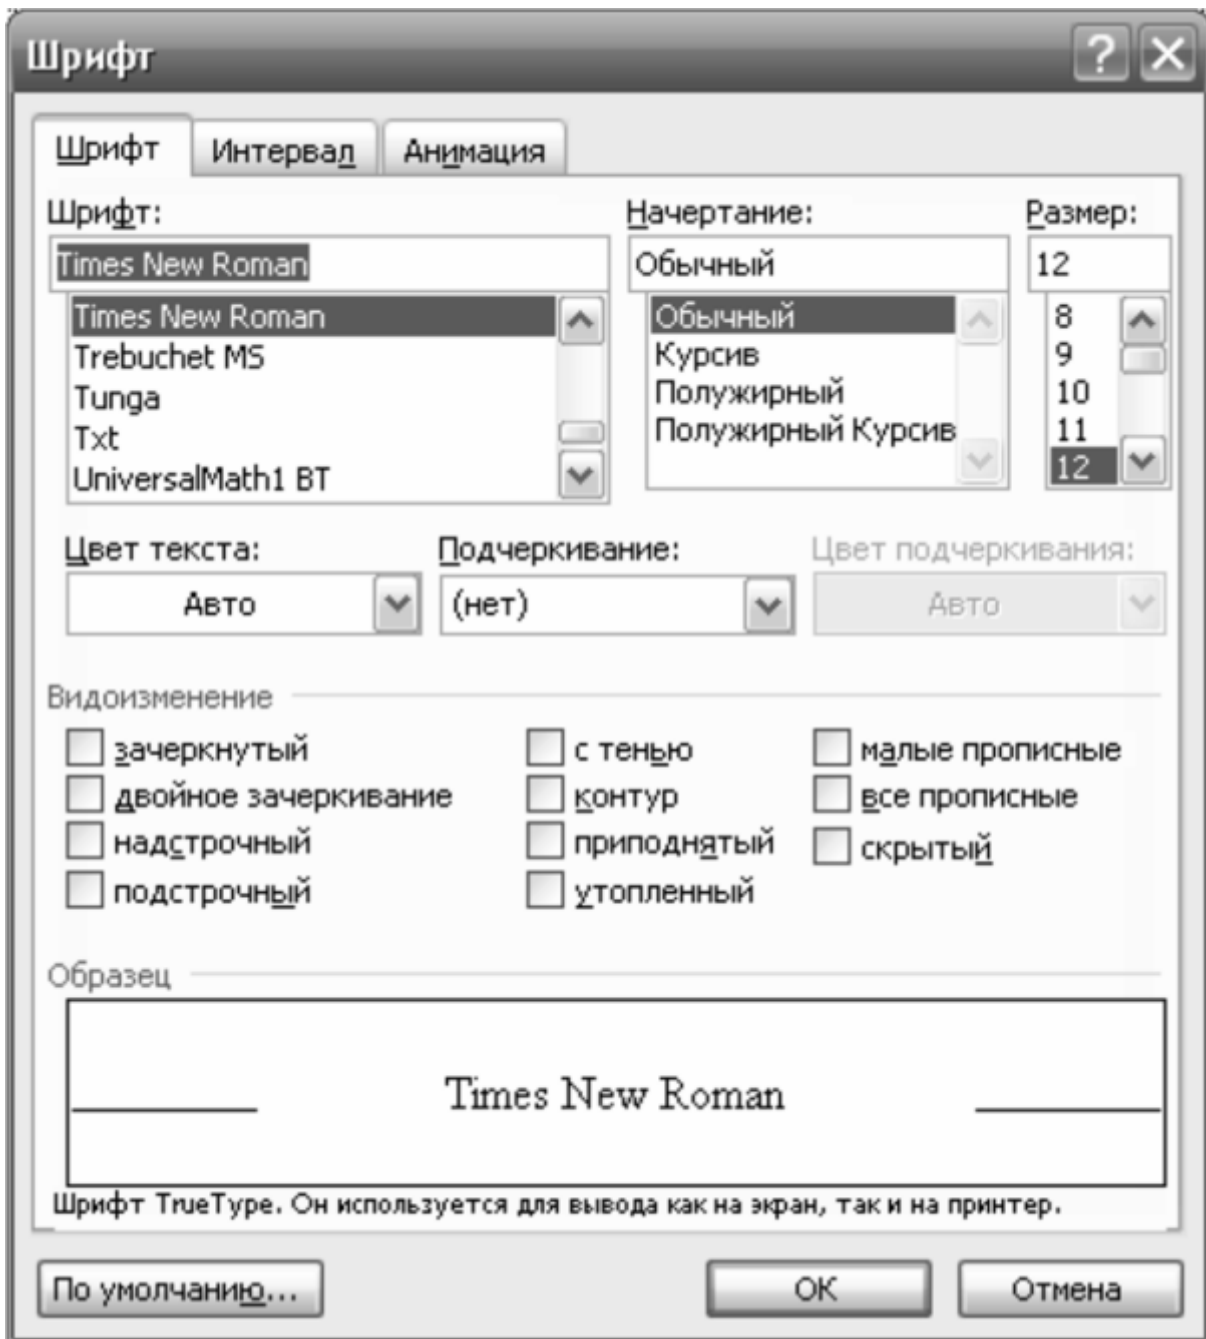 Шрифт
Шрифт Интервал Анимация
Шрифт: Начертание: Размер:
Times New Roman Обычный 12
Times New Roman Обычный 8
Trebuchet MS Курсив 9
Tunga Полужирный 10
Txt Полужирный Курсив 11
UniversalMath1 BT 12
Цвет текста: Подчеркивание: Цвет подчеркивания:
Авто (нет) Авто
Видоизменение
зачеркнутый с тенью малые прописные
двойное зачеркивание контур все прописные
надстрочный приподнятый скрытый
подстрочный утопленный
Образец
Times New Roman
Шрифт TrueType. Он используется для вывода как на экран, так и на принтер.
По умолчанию... ОК Отмена